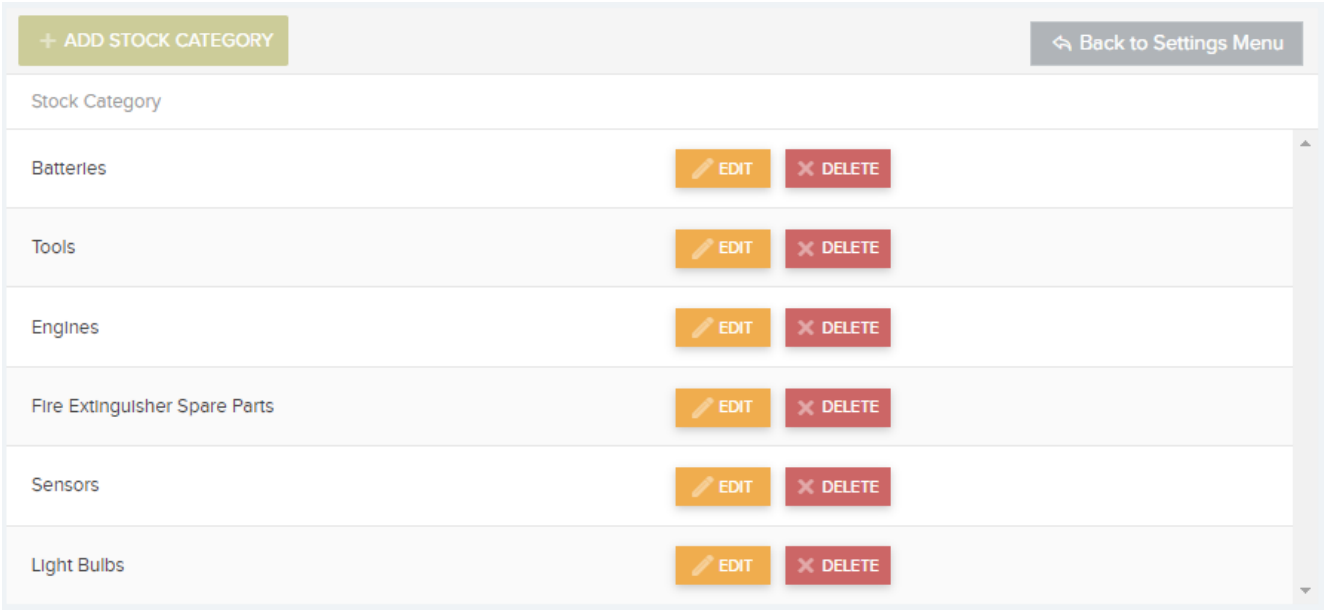 ADD STOCK CATEGORY
Back to Settings Menu
Stock Category
Batteries EDIT DELETE
Tools EDIT DELETE
Engines EDIT DELETE
Fire Extinguisher Spare Parts EDIT DELETE
Sensors EDIT DELETE
Light Bulbs EDIT DELETE